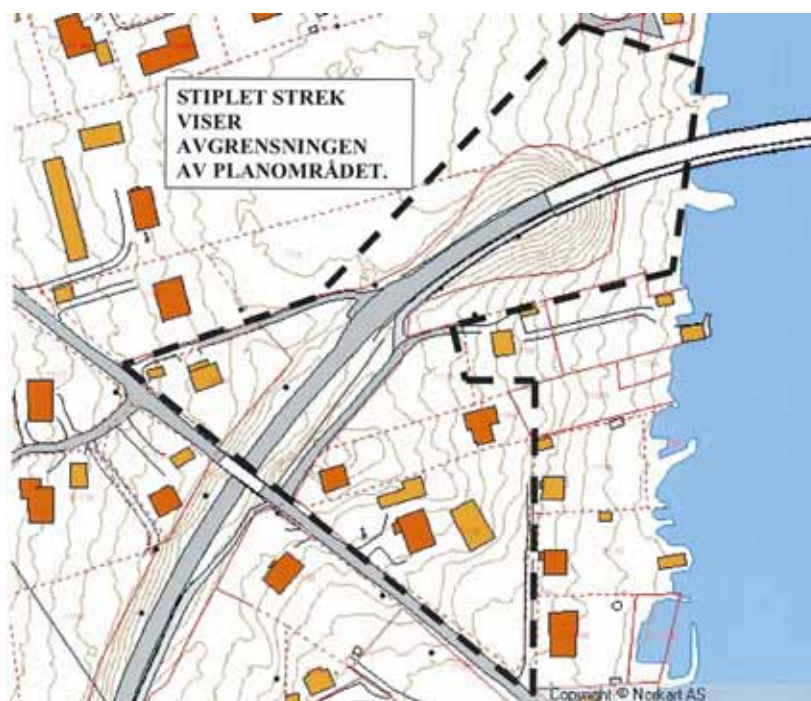 STIPLET STREK
VISER
AVGRENSNINGEN
AV PLANOMRÅDET.
Copyright © Norkart AS